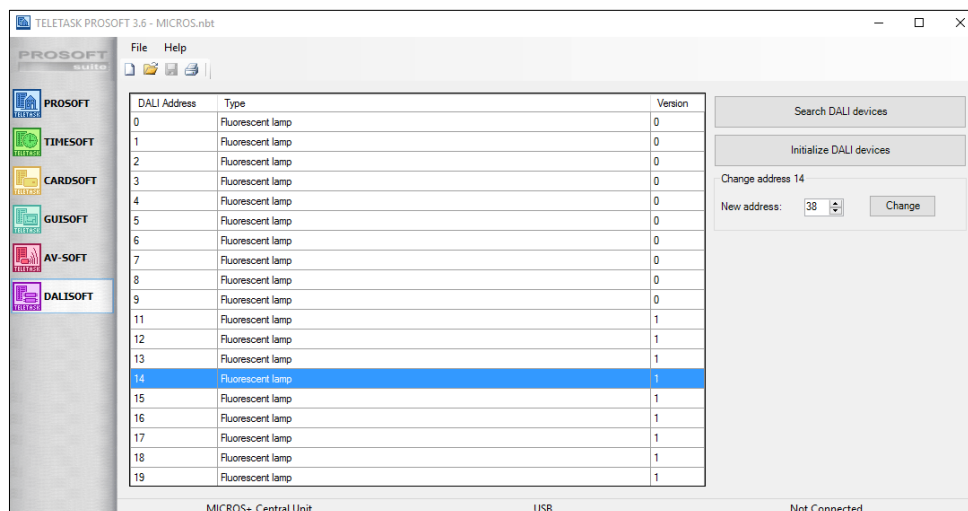 TELETASK PROSOFT 3.6 - MICROS.nbt
PROSOFT
suite
File Help
TELETASK PROSOFT
TELETASK TIMESOFT
TELETASK CARDSOFT
TELETASK GUISOFT
TELETASK AV-SOFT
TELETASK DALISOFT
DALI Address Type Version
0 Fluorescent lamp 0
1 Fluorescent lamp 0
2 Fluorescent lamp 0
3 Fluorescent lamp 0
4 Fluorescent lamp 0
5 Fluorescent lamp 0
6 Fluorescent lamp 0
7 Fluorescent lamp 0
8 Fluorescent lamp 0
9 Fluorescent lamp 0
11 Fluorescent lamp 1
12 Fluorescent lamp 1
13 Fluorescent lamp 1
14 Fluorescent lamp 1
15 Fluorescent lamp 1
16 Fluorescent lamp 1
17 Fluorescent lamp 1
18 Fluorescent lamp 1
19 Fluorescent lamp 1
Search DALI devices
Initialize DALI devices
Change address 14
New address: 38 Change
MICROS+ Central Unit USB Not Connected